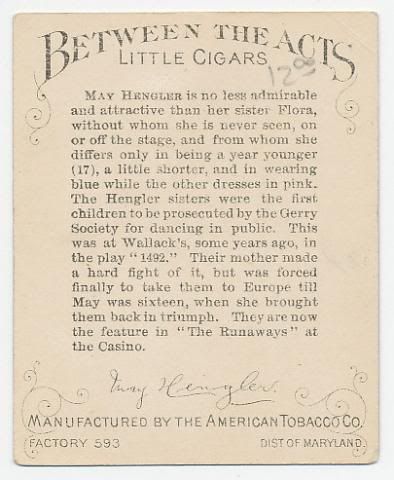 BETWEEN THE ACTS
LITTLE CIGARS
12.00
MAY HENGLER is no less admirable
and attractive than her sister Flora,
without whom she is never seen, on
or off the stage, and from whom she
differs only in being a year younger
(17), a little shorter, and in wearing
blue while the other dresses in pink.
The Hengler sisters were the first
children to be prosecuted by the Gerry
Society for dancing in public. This
was at Wallack's, some years ago, in
the play "1492." Their mother made
a hard fight of it, but was forced
finally to take them to Europe till
May was sixteen, when she brought
them back in triumph. They are now
the feature in "The Runaways" at
the Casino.
May Hengler.
MANUFACTURED BY THE AMERICAN TOBACCO CO.
FACTORY 593 DIST OF MARYLAND.